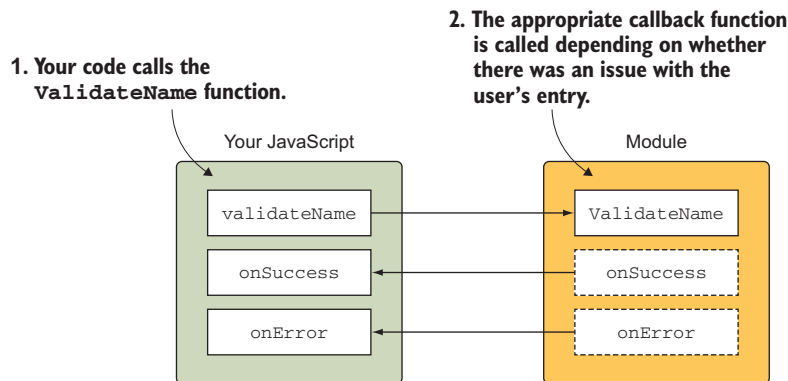 1. Your code calls the
ValidateName function.
2. The appropriate callback function
is called depending on whether
there was an issue with the
user's entry.
Your JavaScript
Module
validateName
ValidateName
onSuccess
onSuccess
onError
onError